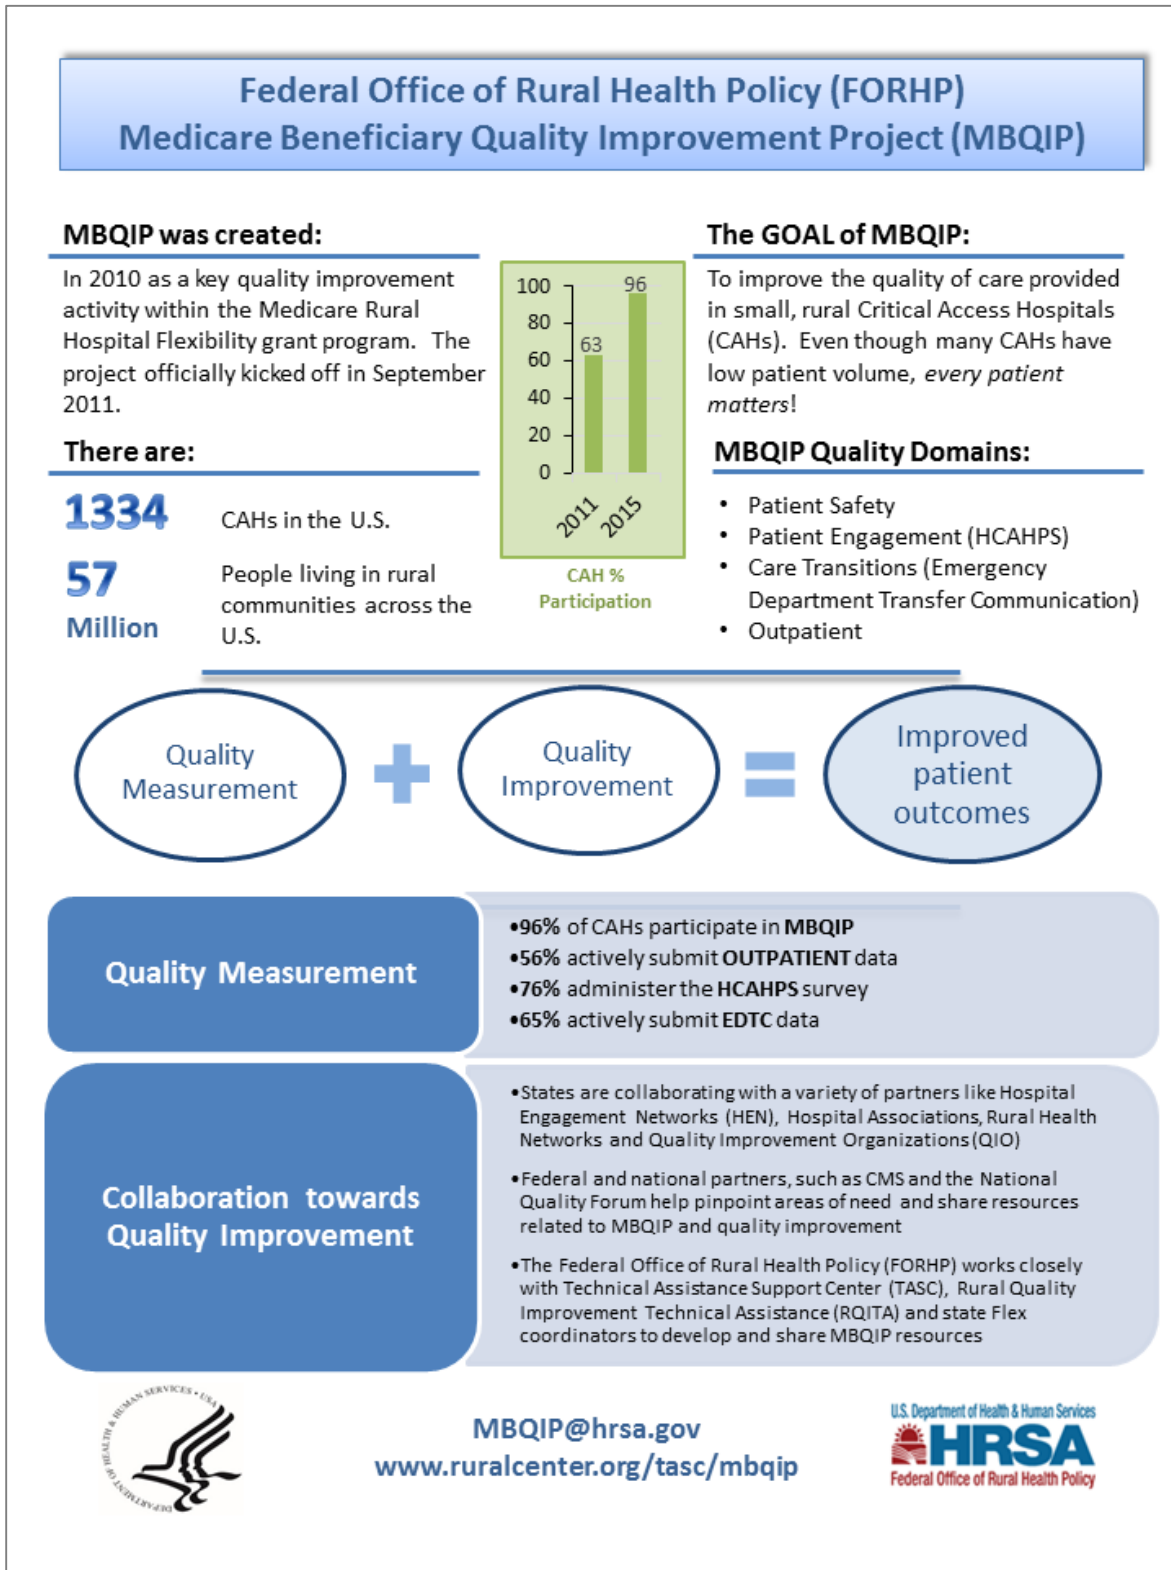 Federal Office of Rural Health Policy (FORHP)
Medicare Beneficiary Quality Improvement Project (MBQIP)
MBQIP was created:
In 2010 as a key quality improvement
activity within the Medicare Rural
Hospital Flexibility grant program. The
project officially kicked off in September
2011.
There are:
1334
CAHs in the U.S.
57
Million
People living in rural
communities across the
U.S.
100
80
60
40
20
0
63
96
2011
2015
CAH %
Participation
The GOAL of MBQIP:
To improve the quality of care provided
in small, rural Critical Access Hospitals
(CAHs). Even though many CAHs have
low patient volume, every patient
matters!
MBQIP Quality Domains:
• Patient Safety
• Patient Engagement (HCAHPS)
• Care Transitions (Emergency
Department Transfer Communication)
• Outpatient
Quality
Measurement
+
Quality
Improvement
=
Improved
patient
outcomes
Quality Measurement
•96% of CAHs participate in MBQIP
•56% actively submit OUTPATIENT data
•76% administer the HCAHPS survey
•65% actively submit EDTC data
Collaboration towards
Quality Improvement
•States are collaborating with a variety of partners like Hospital
Engagement Networks (HEN), Hospital Associations, Rural Health
Networks and Quality Improvement Organizations (QIO)
•Federal and national partners, such as CMS and the National
Quality Forum help pinpoint areas of need and share resources
related to MBQIP and quality improvement
•The Federal Office of Rural Health Policy (FORHP) works closely
with Technical Assistance Support Center (TASC), Rural Quality
Improvement Technical Assistance (RQITA) and state Flex
coordinators to develop and share MBQIP resources
DEPARTMENT OF HEALTH & HUMAN SERVICES • USA
MBQIP@hrsa.gov
www.ruralcenter.org/tasc/mbqip
U.S. Department of Health & Human Services
HRSA
Federal Office of Rural Health Policy